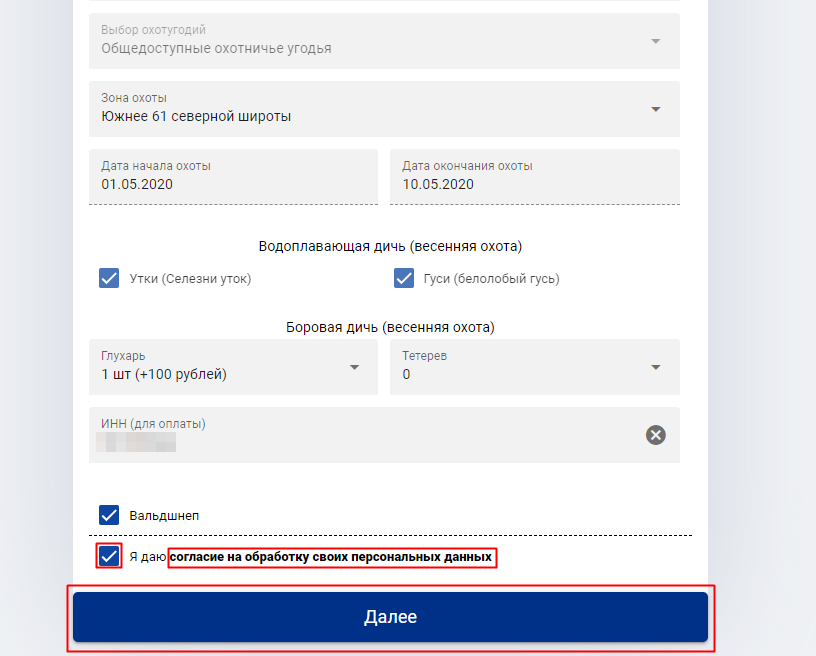 Выбор охотугодий
Общедоступные охотничье угодья
Зона охоты
Южнее 61 северной широты
Дата начала охоты
01.05.2020
Дата окончания охоты
10.05.2020
Водоплавающая дичь (весенняя охота)
Утки (Селезни уток)
Гуси (белолобый гусь)
Боровая дичь (весенняя охота)
Глухарь
1 шт (+100 рублей)
Тетерев
0
ИНН (для оплаты)
Вальдшнеп
Я даю согласие на обработку своих персональных данных
Далее